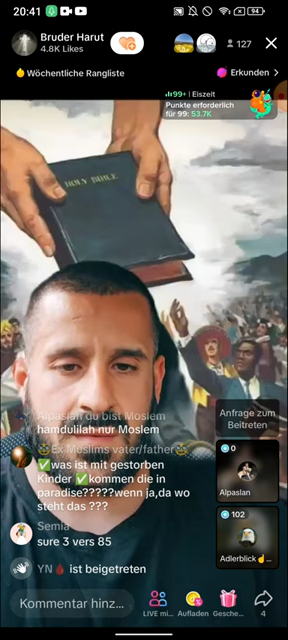 20:41
94
Bruder Harut
4.8K Likes
127
Wöchentliche Rangliste
Erkunden >
99+ | Eiszeit
Punkte erforderlich
für 99: 53.7K
HOLY BIBLE
Alpaslan du bist Moslem
hamdulilah nur Moslem
Ex Muslims vater/father
was ist mit gestorben
Kinder ✅kommen die in
paradise?????wenn ja,da wo
steht das ???
Semia
sure 3 vers 85
YN🩸 ist beigetreten
Anfrage zum
Beitreten
0
Alpaslan
102
Adlerblick☝...
Kommentar hinz...
LIVE mi...
Aufladen
Gesche...
4